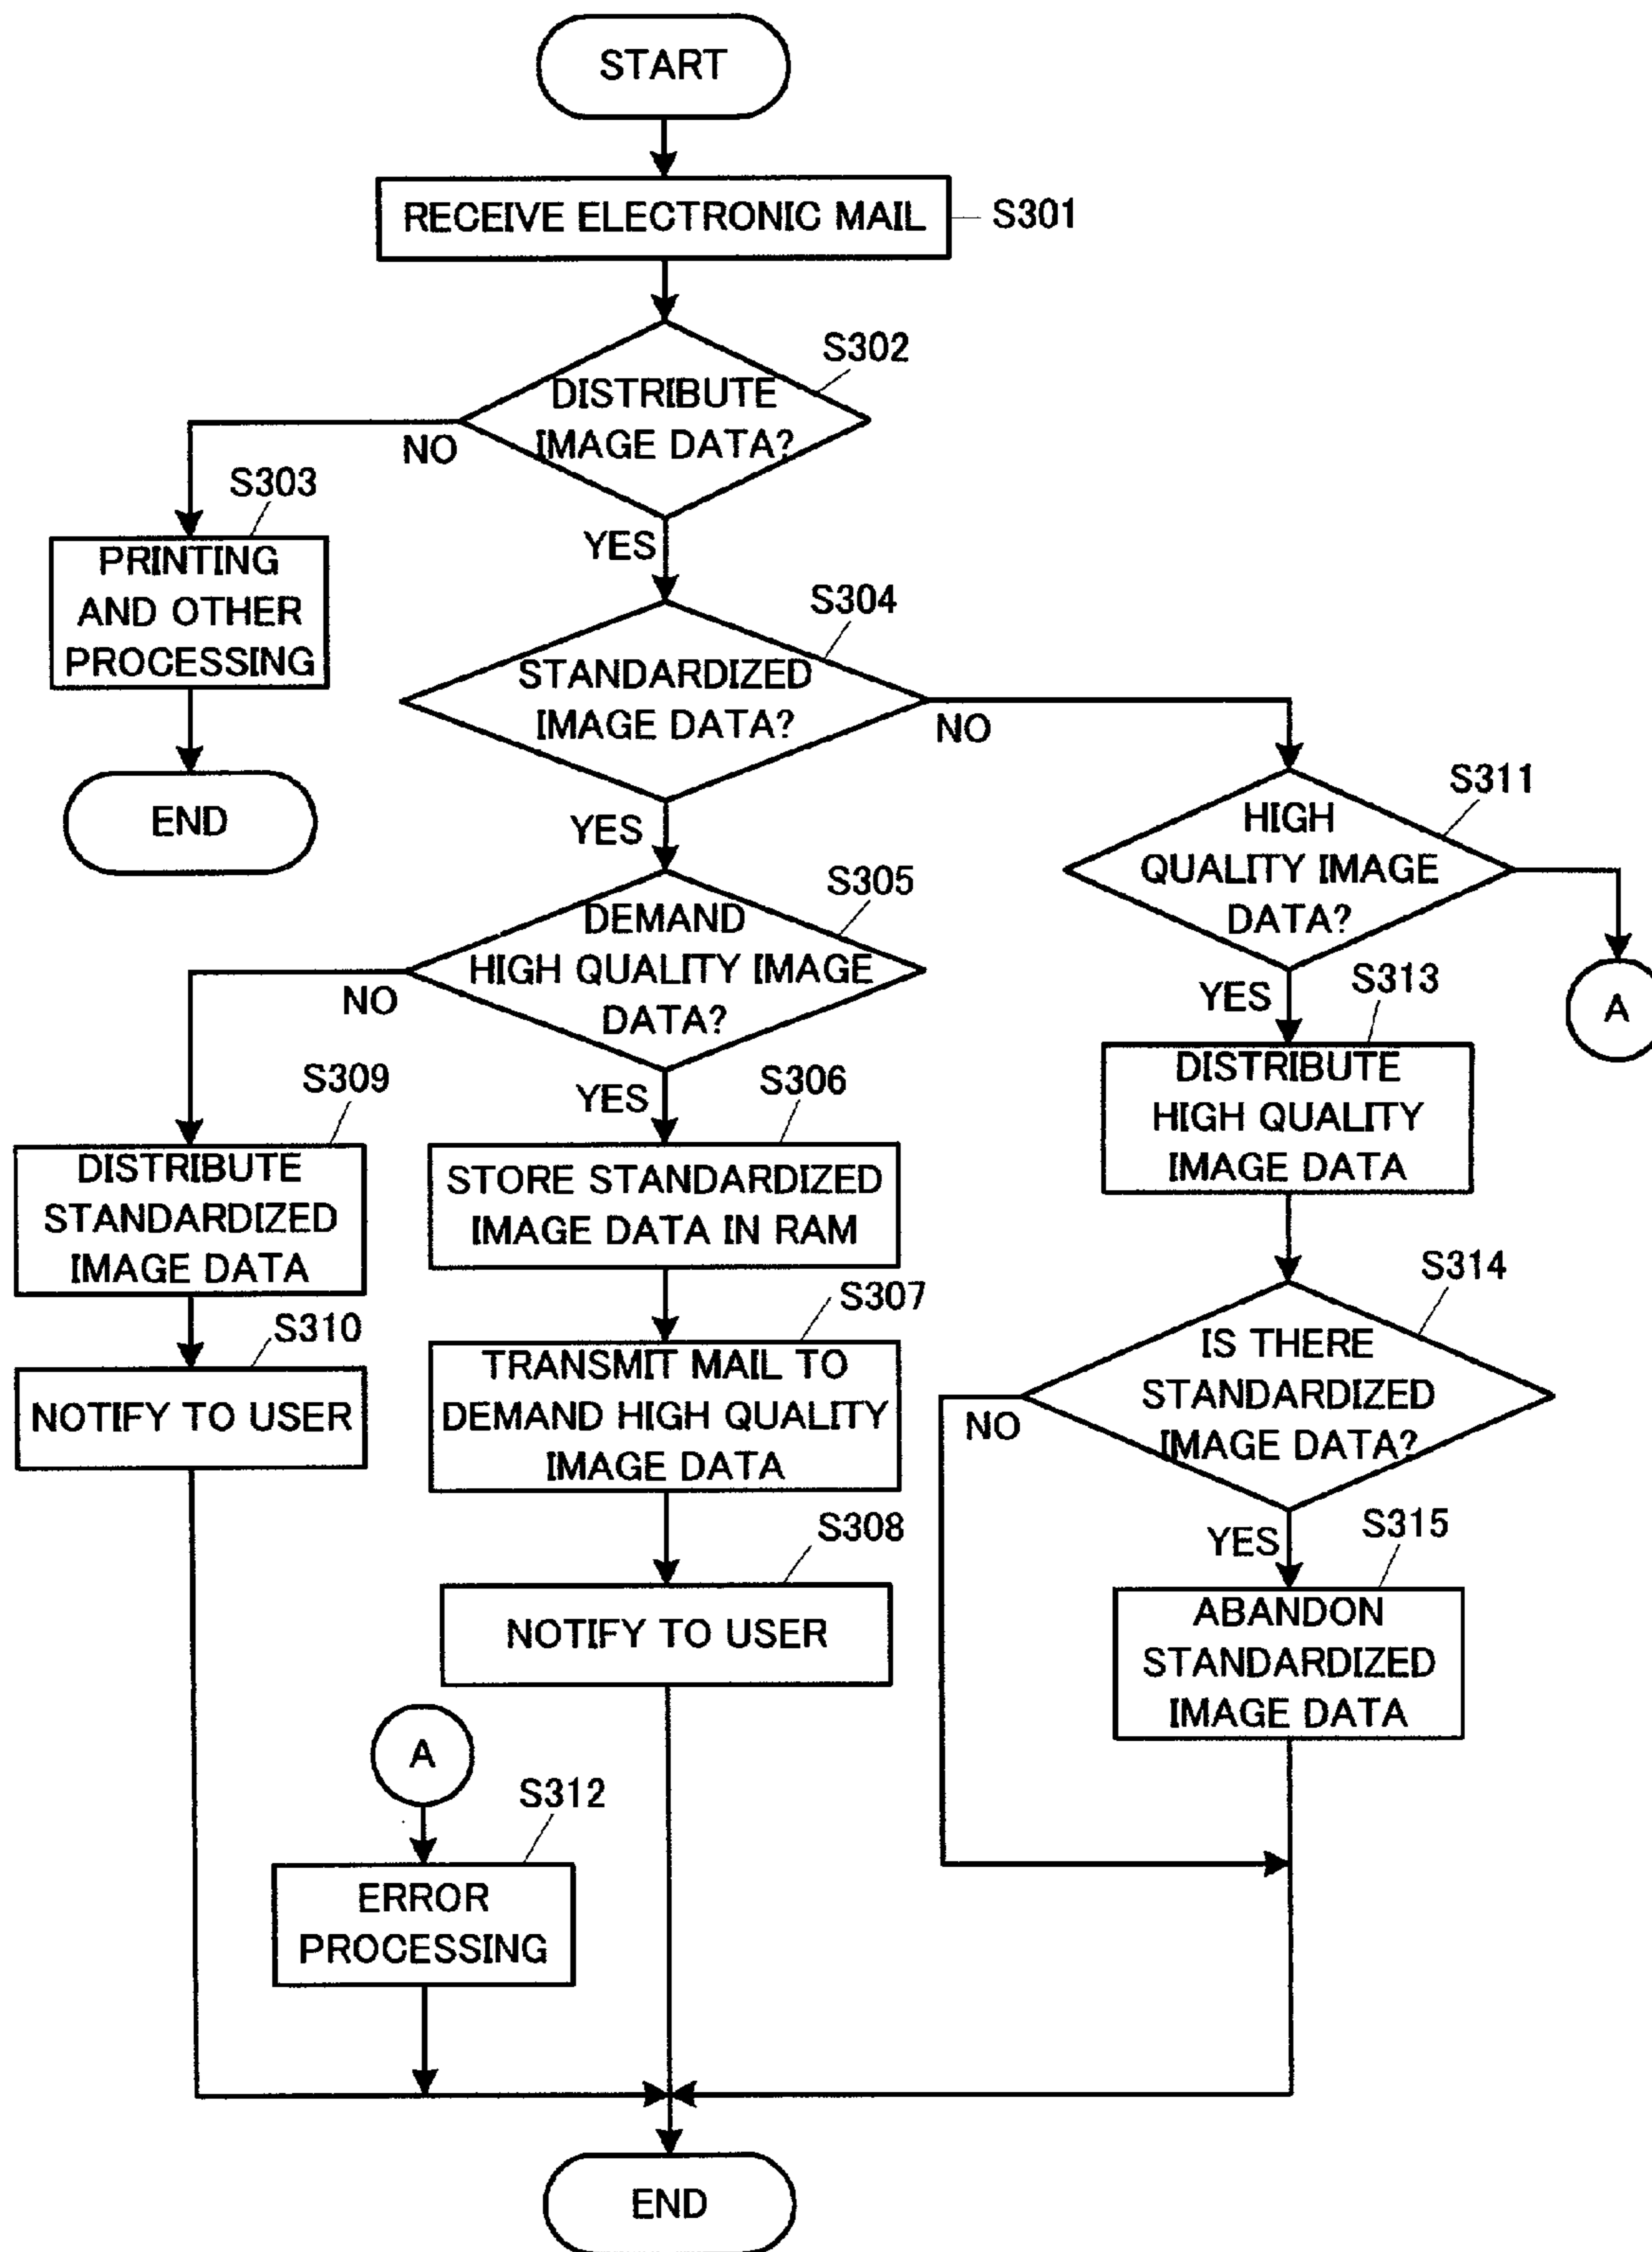 START
RECEIVE ELECTRONIC MAIL
S301
S302
DISTRIBUTE
IMAGE DATA?
NO
YES
S303
PRINTING
AND OTHER
PROCESSING
END
S304
STANDARDIZED
IMAGE DATA?
NO
YES
S305
DEMAND
HIGH QUALITY IMAGE
DATA?
NO
YES
S311
HIGH
QUALITY IMAGE
DATA?
YES
A
S309
DISTRIBUTE
STANDARDIZED
IMAGE DATA
S310
NOTIFY TO USER
S306
STORE STANDARDIZED
IMAGE DATA IN RAM
S307
TRANSMIT MAIL TO
DEMAND HIGH QUALITY
IMAGE DATA
S308
NOTIFY TO USER
S313
DISTRIBUTE
HIGH QUALITY
IMAGE DATA
S314
IS THERE
STANDARDIZED
IMAGE DATA?
NO
YES
S315
ABANDON
STANDARDIZED
IMAGE DATA
A
S312
ERROR
PROCESSING
END